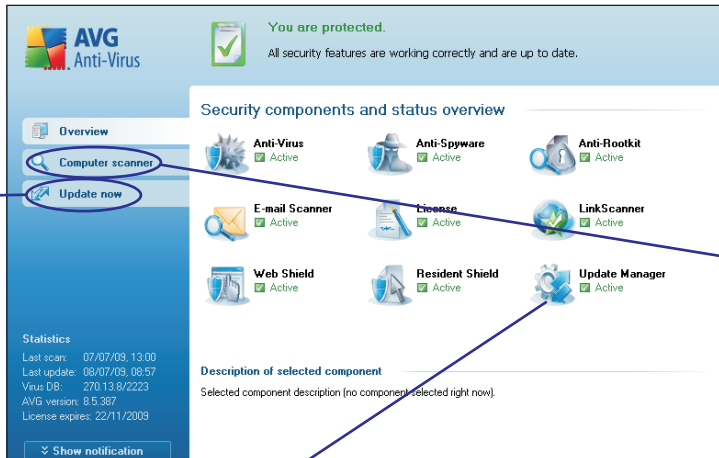 AVG
Anti-Virus
You are protected.
All security features are working correctly and are up to date.
Overview
Computer scanner
Update now
Security components and status overview
Anti-Virus
Active
Anti-Spyware
Active
Anti-Rootkit
Active
E-mail Scanner
Active
License
Active
LinkScanner
Active
Web Shield
Active
Resident Shield
Active
Update Manager
Active
Statistics
Last scan: 07/07/09, 13:00
Last update: 08/07/09, 08:57
Virus DB: 270.13.8/2223
AVG version: 8.5.387
License expires: 22/11/2009
Description of selected component
Selected component description (no component selected right now).
Show notification